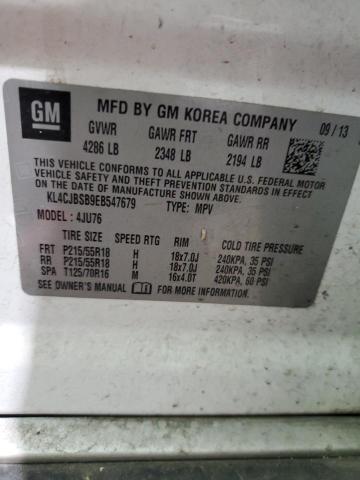 GM
MFD BY GM KOREA COMPANY 09/13
GVWR GAWR FRT GAWR RR
4286 LB 2348 LB 2194 LB
THIS VEHICLE CONFORMS TO ALL APPLICABLE U.S. FEDERAL MOTOR
VEHICLE SAFETY, BUMPER, AND THEFT PREVENTION STANDARDS
IN EFFECT ON THE DATE OF MANUFACTURE SHOWN ABOVE.
KL4CJBSB9EB547679 TYPE: MPV
MODEL: 4JU76
TIRE SIZE SPEED RTG RIM COLD TIRE PRESSURE
FRT P215/55R18 H 18x7.0J 240KPA, 35 PSI
RR P215/55R18 H 18x7.0J 240KPA, 35 PSI
SPA T125/70R16 M 16x4.0T 420KPA, 60 PSI
SEE OWNER'S MANUAL FOR MORE INFORMATION